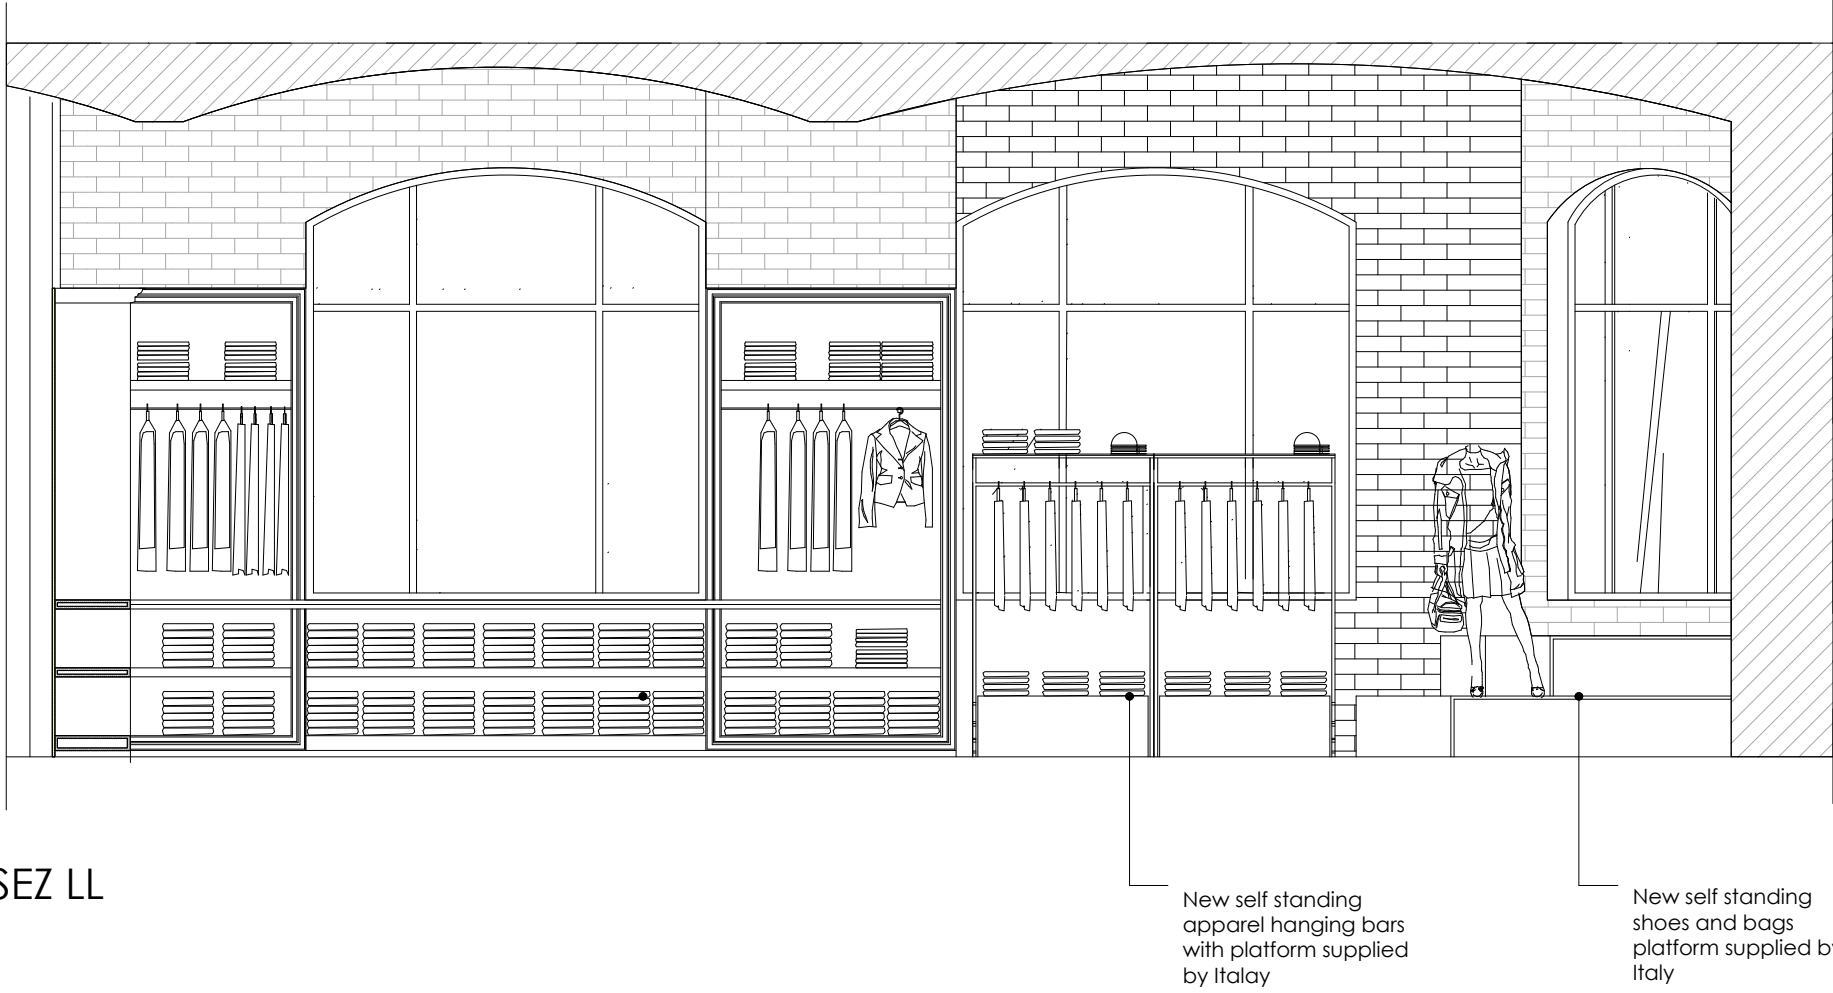 SEZ LL
New self standing
apparel hanging bars
with platform supplied
by Italay
New self standing
shoes and bags
platform supplied by
Italy